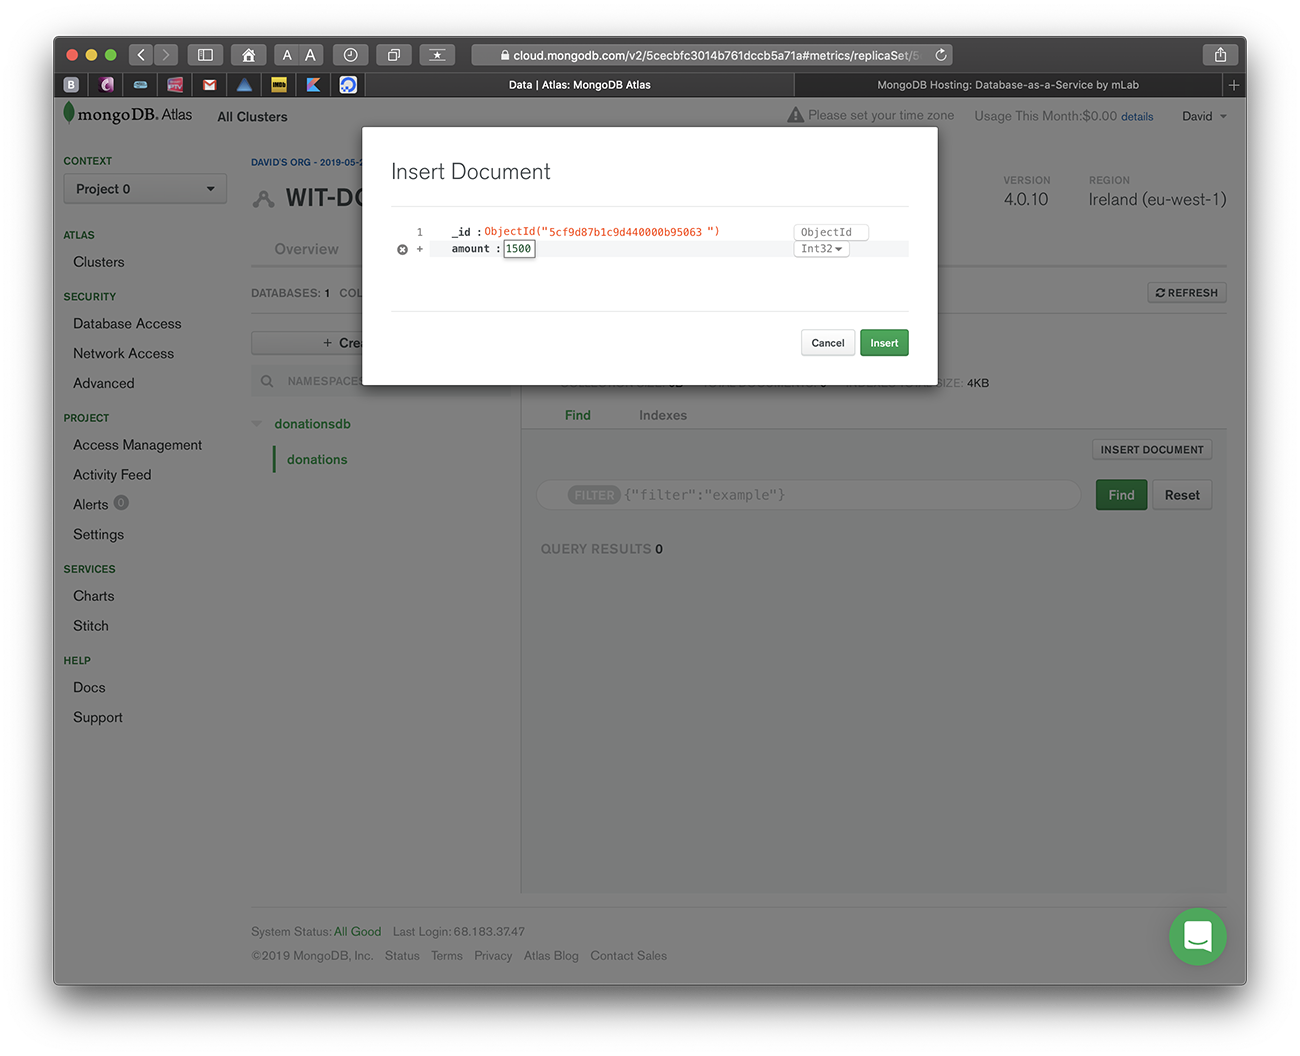 A A
cloud.mongodb.com/v2/5cecbfc3014b761dccb5a71a#metrics/replicaSet/5
B
IMDb
Data | Atlas: MongoDB Atlas
MongoDB Hosting: Database-as-a-Service by mLab
mongoDB. Atlas
All Clusters
Please set your time zone
Usage This Month:$0.00 details
David
CONTEXT
Project 0
ATLAS
Clusters
SECURITY
Database Access
Network Access
Advanced
PROJECT
Access Management
Activity Feed
Alerts 0
Settings
SERVICES
Charts
Stitch
HELP
Docs
Support
DAVID'S ORG - 2019-05-2
WIT-DO
VERSION
4.0.10
REGION
Ireland (eu-west-1)
Overview
DATABASES: 1 COL
REFRESH
+ Crea
NAMESPACES
donationsdb
donations
Insert Document
1 _id : ObjectId("5cf9d87b1c9d440000b95063 ") ObjectId
+ amount : 1500 Int32
Cancel
Insert
SIZE: 4KB
Find
Indexes
INSERT DOCUMENT
FILTER {"filter":"example"}
Find
Reset
QUERY RESULTS 0
System Status: All Good Last Login: 68.183.37.47
©2019 MongoDB, Inc. Status Terms Privacy Atlas Blog Contact Sales